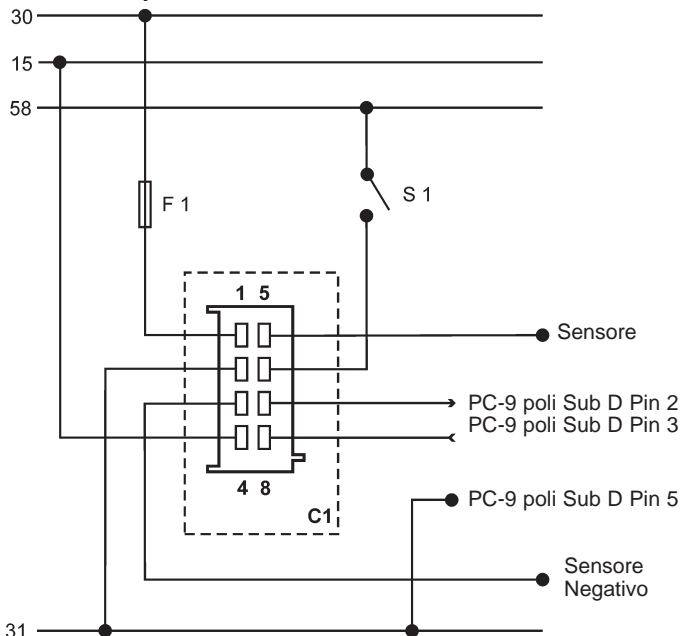 30
15
58
F 1
S 1
1 5
Sensore
PC-9 poli Sub D Pin 2
PC-9 poli Sub D Pin 3
4 8
C1
PC-9 poli Sub D Pin 5
Sensore
Negativo
31